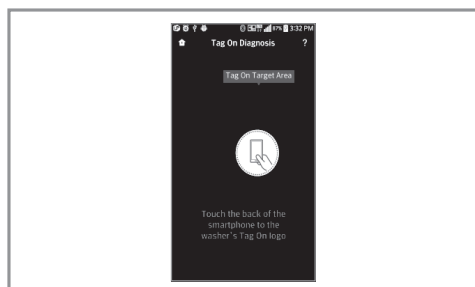 87% 3:32 PM
Tag On Diagnosis ?
Tag On Target Area
Touch the back of the
smartphone to the
washer's Tag On logo